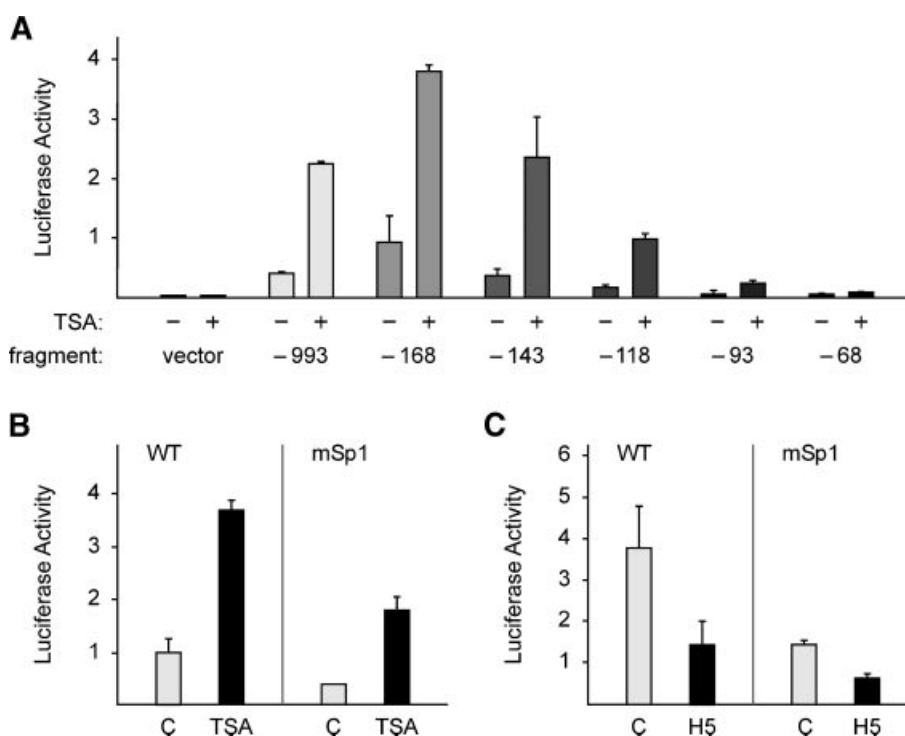 A
Luciferase Activity
4
3
2
1
TSA: – + – + – + – + – + – + – +
fragment: vector –993 –168 –143 –118 –93 –68
B
WT mSp1
Luciferase Activity
4
3
2
1
C TSA C TSA
C
WT mSp1
Luciferase Activity
6
5
4
3
2
1
C H5 C H5